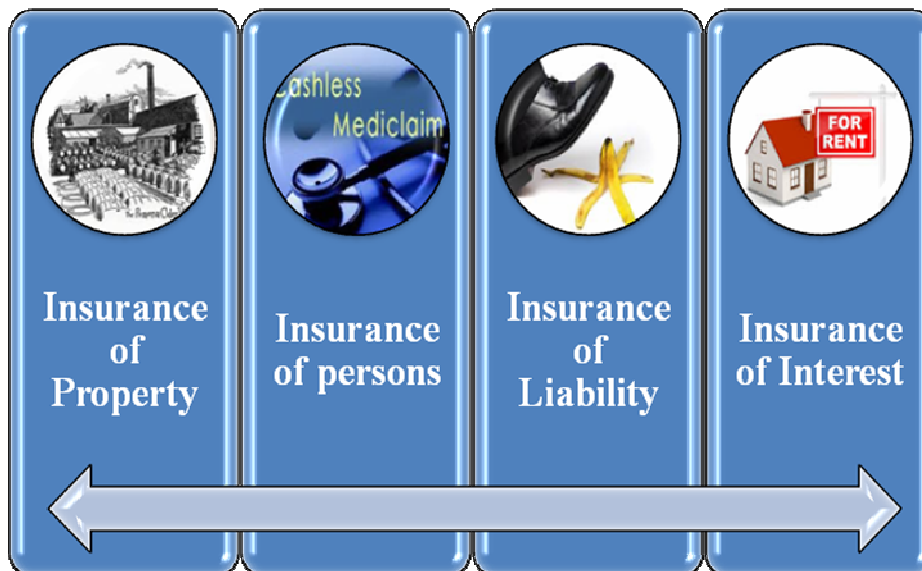 Cashless
Mediclaim
FOR
RENT
Insurance
of
Property
Insurance
of persons
Insurance
of
Liability
Insurance
of Interest